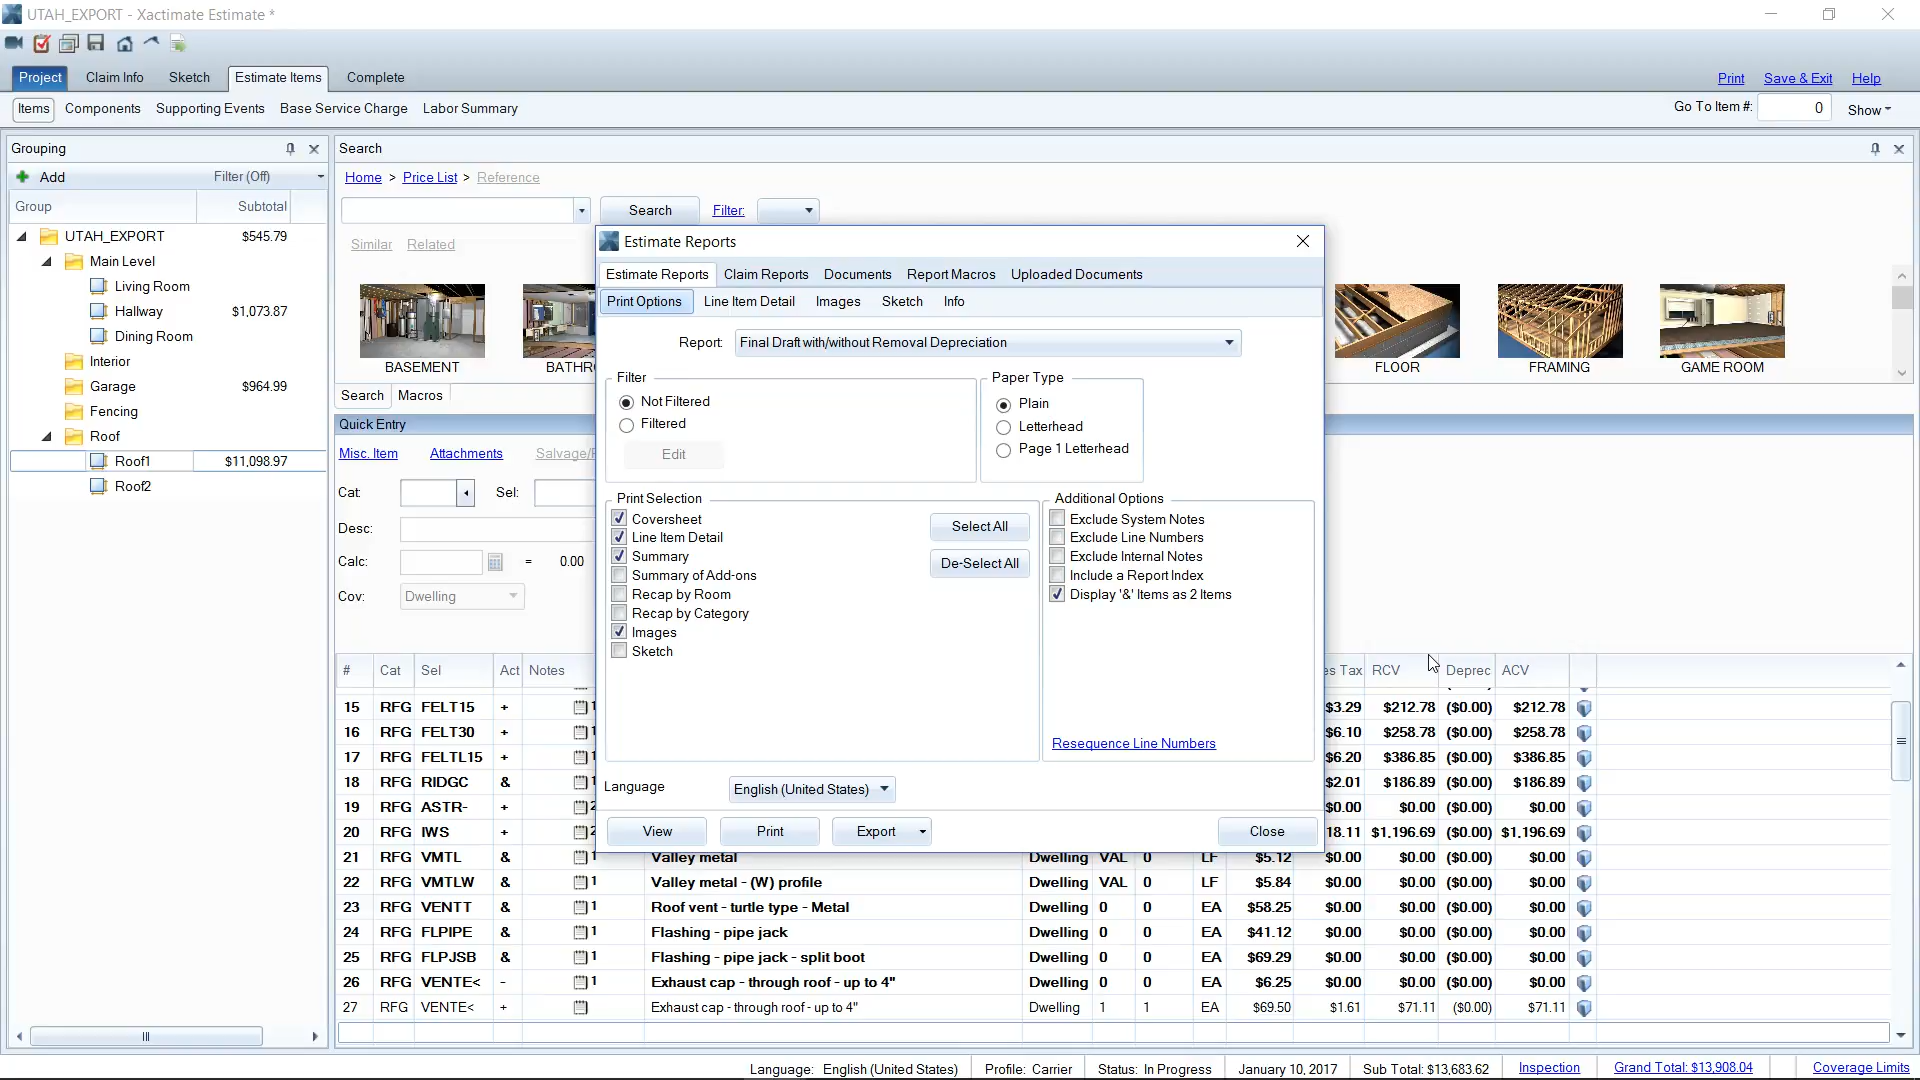 UTAH_EXPORT - Xactimate Estimate *
Project Claim Info Sketch Estimate Items Complete
Print Save & Exit Help
Items Components Supporting Events Base Service Charge Labor Summary
Go To Item #: 0 Show
Grouping
Search
Add Filter (Off)
Home > Price List > Reference
Group Subtotal
Search Filter:
UTAH_EXPORT $545.79
Similar Related
Main Level
Living Room
Hallway $1,073.87
Dining Room
Interior
Garage $964.99
Fencing
Roof
Roof1 $11,098.97
Roof2
BASEMENT
FLOOR
FRAMING
GAME ROOM
Search Macros
Quick Entry
Misc. Item Attachments
Cat: Sel:
Desc:
Calc: = 0.00
Cov: Dwelling
Estimate Reports
Estimate Reports Claim Reports Documents Report Macros Uploaded Documents
Print Options Line Item Detail Images Sketch Info
Report: Final Draft with/without Removal Depreciation
Filter
Not Filtered
Filtered
Edit
Paper Type
Plain
Letterhead
Page 1 Letterhead
Print Selection
Coversheet
Line Item Detail
Summary
Summary of Add-ons
Recap by Room
Recap by Category
Images
Sketch
Select All
De-Select All
Additional Options
Exclude System Notes
Exclude Line Numbers
Exclude Internal Notes
Include a Report Index
Display '&' Items as 2 Items
Resequence Line Numbers
Language English (United States)
View Print Export Close
# Cat Sel Act Notes Tax RCV Deprec ACV
15 RFG FELT15 + 1 $3.29 $212.78 ($0.00) $212.78
16 RFG FELT30 + 1 $6.10 $258.78 ($0.00) $258.78
17 RFG FELTL15 + 1 $6.20 $386.85 ($0.00) $386.85
18 RFG RIDGC & 1 $2.01 $186.89 ($0.00) $186.89
19 RFG ASTR- + 2 $0.00 $0.00 ($0.00) $0.00
20 RFG IWS + 2 18.11 $1,196.69 ($0.00) $1,196.69
21 RFG VMTL & 1 Valley metal Dwelling VAL 0 LF $5.12 $0.00 $0.00 ($0.00) $0.00
22 RFG VMTLW & 1 Valley metal - (W) profile Dwelling VAL 0 LF $5.84 $0.00 $0.00 ($0.00) $0.00
23 RFG VENTT & 1 Roof vent - turtle type - Metal Dwelling 0 0 EA $58.25 $0.00 $0.00 ($0.00) $0.00
24 RFG FLPIPE & 1 Flashing - pipe jack Dwelling 0 0 EA $41.12 $0.00 $0.00 ($0.00) $0.00
25 RFG FLPJSB & 1 Flashing - pipe jack - split boot Dwelling 0 0 EA $69.29 $0.00 $0.00 ($0.00) $0.00
26 RFG VENTE< - 1 Exhaust cap - through roof - up to 4" Dwelling 0 0 EA $6.25 $0.00 $0.00 ($0.00) $0.00
27 RFG VENTE< + Exhaust cap - through roof - up to 4" Dwelling 1 1 EA $69.50 $1.61 $71.11 ($0.00) $71.11
Language: English (United States) Profile: Carrier Status: In Progress January 10, 2017 Sub Total: $13,683.62 Inspection Grand Total: $13,908.04 Coverage Limits